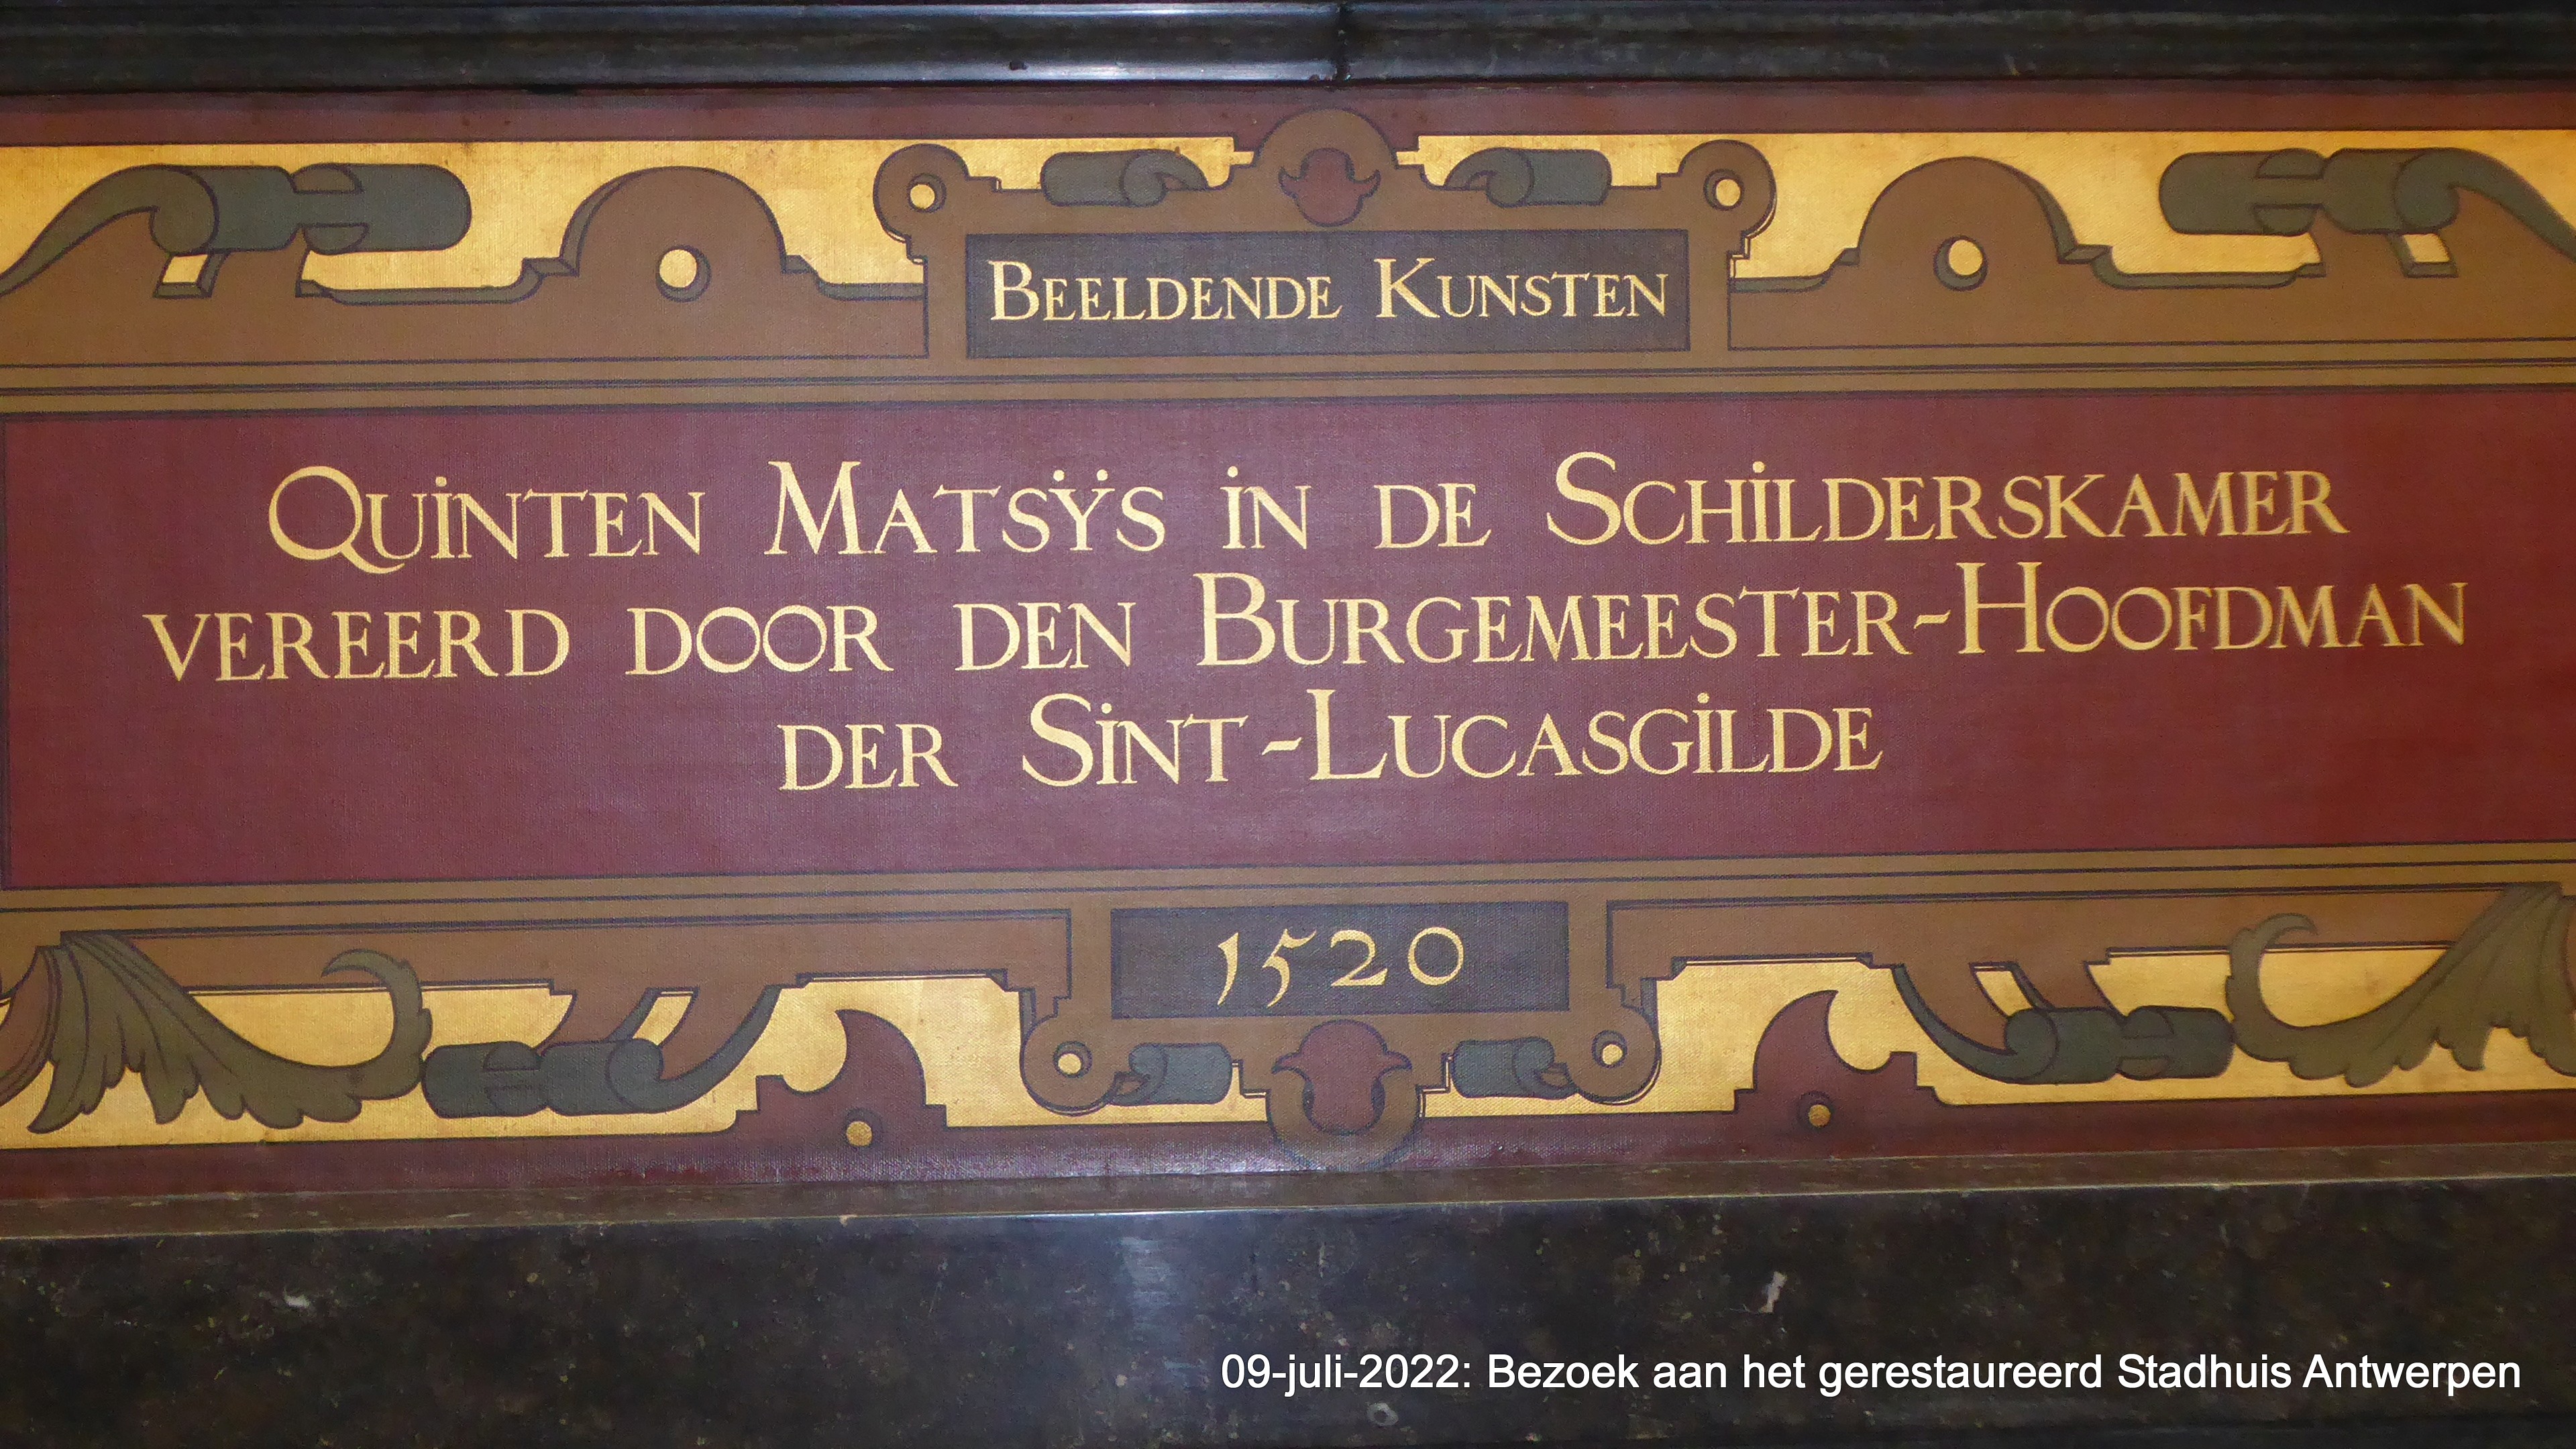 BEELDENDE KUNSTEN
QUINTEN MATSŸS IN DE SCHILDERSKAMER
VEREERD DOOR DEN BURGEMEESTER-HOOFDMAN
DER SINT-LUCASGILDE
1520
09-juli-2022: Bezoek aan het gerestaureerd Stadhuis Antwerpen